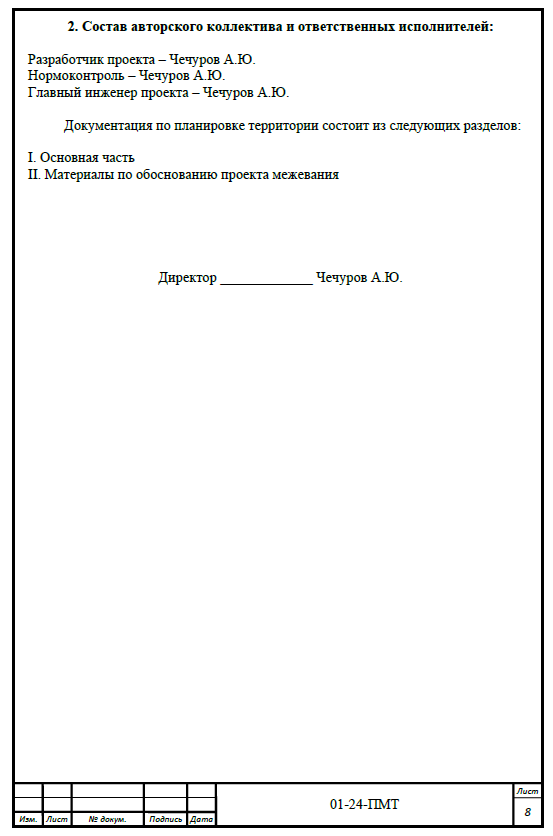 2. Состав авторского коллектива и ответственных исполнителей:
Разработчик проекта – Чечуров А.Ю.
Нормоконтроль – Чечуров А.Ю.
Главный инженер проекта – Чечуров А.Ю.
Документация по планировке территории состоит из следующих разделов:
I. Основная часть
II. Материалы по обоснованию проекта межевания
Директор _____________ Чечуров А.Ю.
01-24-ПМТ
Лист
8
Изм. Лист № докум. Подпись Дата